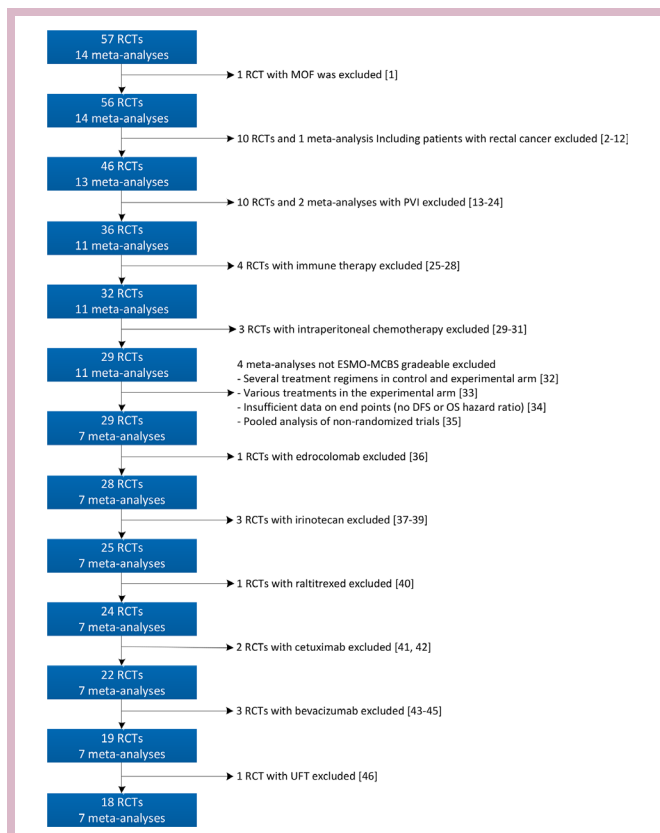 57 RCTs
14 meta-analyses
1 RCT with MOF was excluded [1]
56 RCTs
14 meta-analyses
10 RCTs and 1 meta-analysis Including patients with rectal cancer excluded [2-12]
46 RCTs
13 meta-analyses
10 RCTs and 2 meta-analyses with PVI excluded [13-24]
36 RCTs
11 meta-analyses
4 RCTs with immune therapy excluded [25-28]
32 RCTs
11 meta-analyses
3 RCTs with intraperitoneal chemotherapy excluded [29-31]
29 RCTs
11 meta-analyses
4 meta-analyses not ESMO-MCBS gradeable excluded
- Several treatment regimens in control and experimental arm [32]
- Various treatments in the experimental arm [33]
- Insufficient data on end points (no DFS or OS hazard ratio) [34]
- Pooled analysis of non-randomized trials [35]
29 RCTs
7 meta-analyses
1 RCTs with edrocolomab excluded [36]
28 RCTs
7 meta-analyses
3 RCTs with irinotecan excluded [37-39]
25 RCTs
7 meta-analyses
1 RCTs with raltitrexed excluded [40]
24 RCTs
7 meta-analyses
2 RCTs with cetuximab excluded [41, 42]
22 RCTs
7 meta-analyses
3 RCTs with bevacizumab excluded [43-45]
19 RCTs
7 meta-analyses
1 RCT with UFT excluded [46]
18 RCTs
7 meta-analyses